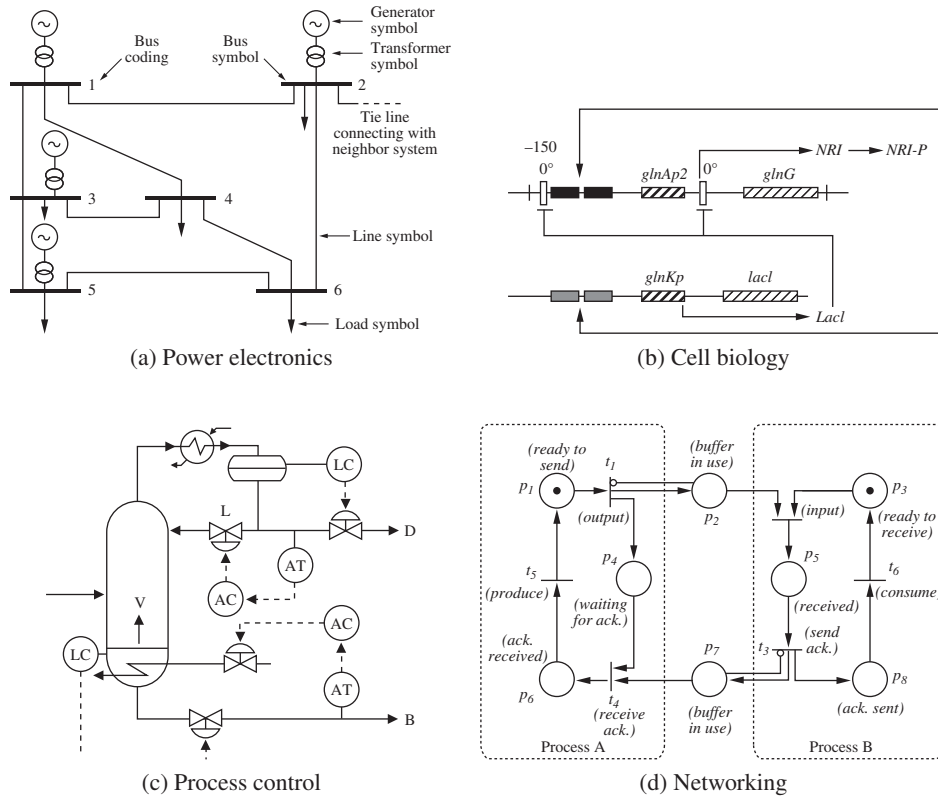 Generator
symbol
Transformer
symbol
Bus
coding
Bus
symbol
1
2
Tie line
connecting with
neighbor system
3
4
Line symbol
5
6
Load symbol
(a) Power electronics
–150
0°
glnAp2
0°
glnG
NRI
NRI-P
glnKp
lacl
Lacl
(b) Cell biology
LC
L
D
AT
AC
V
AC
LC
AT
B
(c) Process control
(ready to
send)
t1
(buffer
in use)
p1
p2
p3
(output)
(input)
(ready to
receive)
p4
p5
t5
(produce)
t6
(consume)
(waiting
for ack.)
(received)
(ack.
received)
(send
ack.)
t3
p7
p6
t4
p8
(receive
ack.)
(buffer
in use)
(ack. sent)
Process A
Process B
(d) Networking